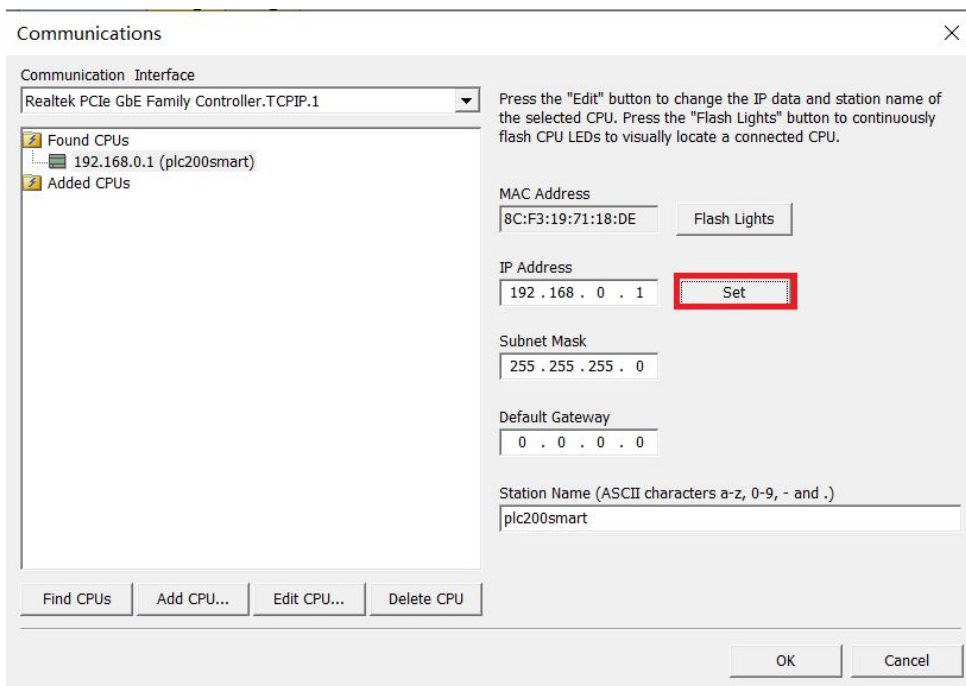 Communications
Communication Interface
Realtek PCIe GbE Family Controller.TCPIP.1
Found CPUs
192.168.0.1 (plc200smart)
Added CPUs
Find CPUs
Add CPU...
Edit CPU...
Delete CPU
Press the "Edit" button to change the IP data and station name of
the selected CPU. Press the "Flash Lights" button to continuously
flash CPU LEDs to visually locate a connected CPU.
MAC Address
8C:F3:19:71:18:DE
Flash Lights
IP Address
192 . 168 . 0 . 1
Set
Subnet Mask
255 . 255 . 255 . 0
Default Gateway
0 . 0 . 0 . 0
Station Name (ASCII characters a-z, 0-9, - and .)
plc200smart
OK
Cancel